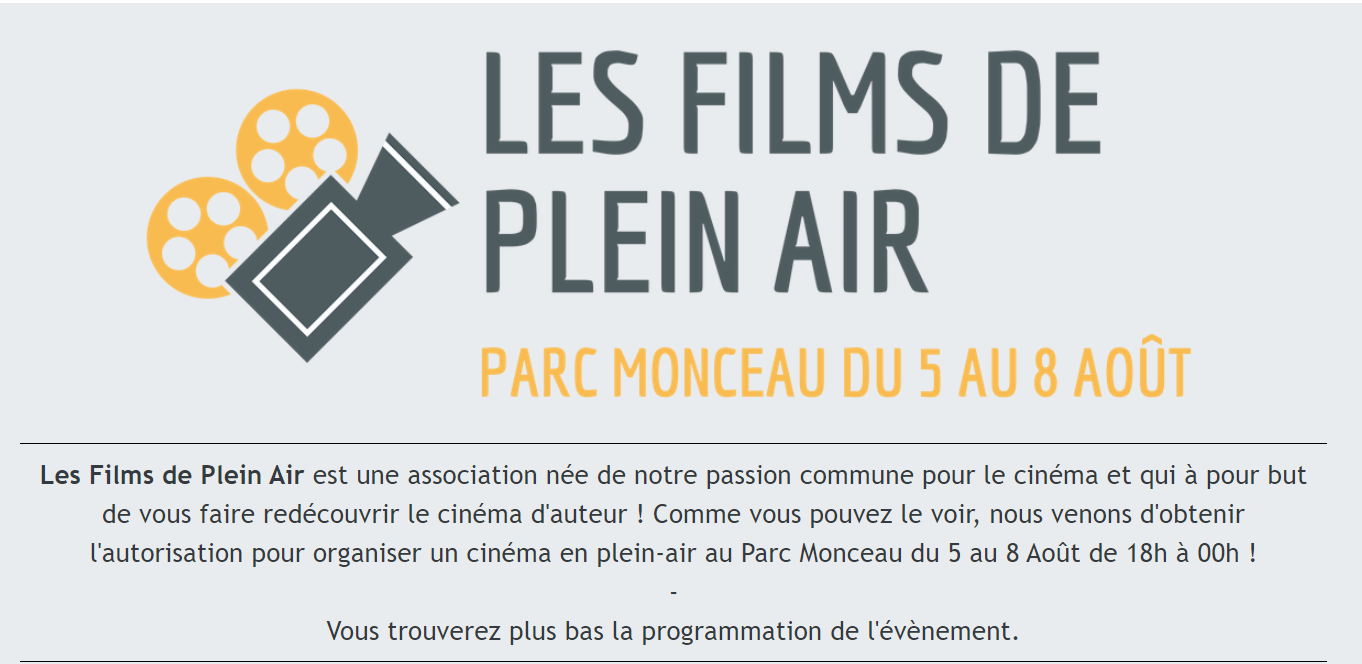 LES FILMS DE
PLEIN AIR
PARC MONCEAU DU 5 AU 8 AOÛT
Les Films de Plein Air est une association née de notre passion commune pour le cinéma et qui à pour but
de vous faire redécouvrir le cinéma d'auteur ! Comme vous pouvez le voir, nous venons d'obtenir
l'autorisation pour organiser un cinéma en plein-air au Parc Monceau du 5 au 8 Août de 18h à 00h !
-
Vous trouverez plus bas la programmation de l'évènement.